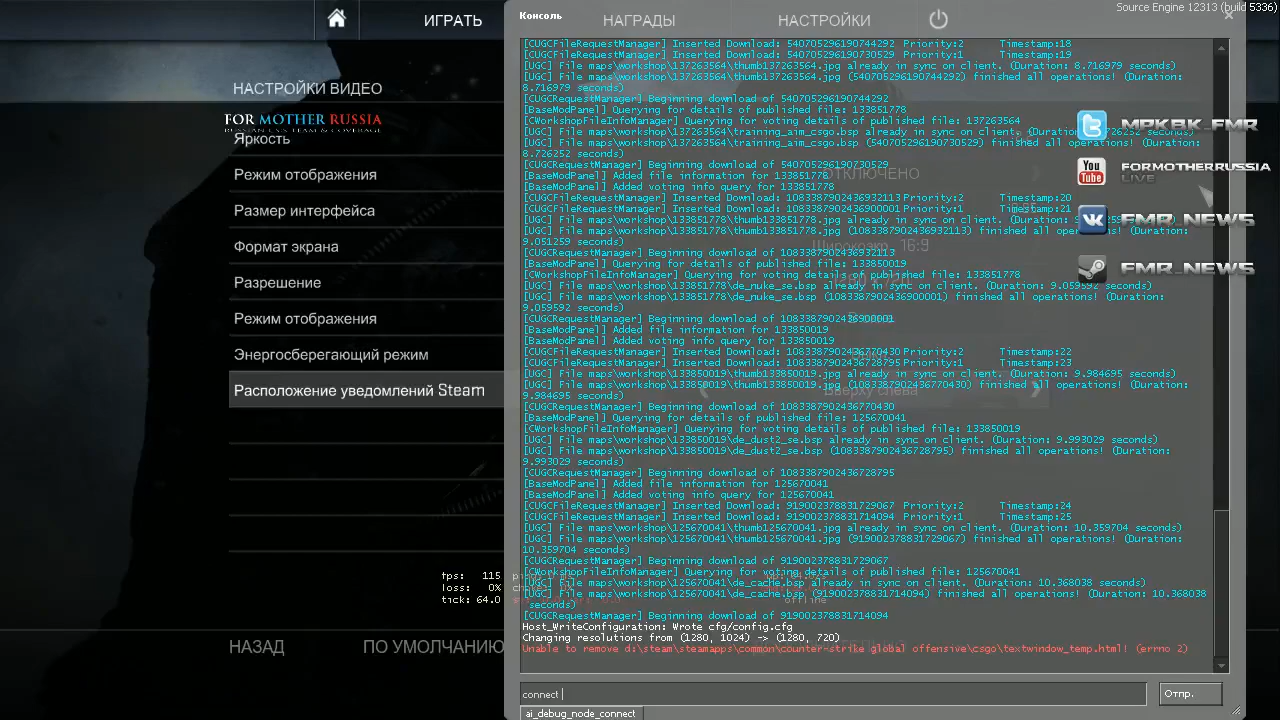 Source Engine 12313 (build 5336)
ИГРАТЬ
Консоль
НАГРАДЫ
НАСТРОЙКИ
НАСТРОЙКИ ВИДЕО
FOR MOTHER RUSSIA
Яркость
Режим отображения
Размер интерфейса
Формат экрана
Разрешение
Режим отображения
Энергосберегающий режим
Расположение уведомлений Steam
fps: 115
loss: 0%
tick: 64.0
offline
НАЗАД
ПО УМОЛЧАНИЮ
[CUGCFileRequestManager] Inserted Download: 540705296190744292 Priority:2 Timestamp:18
[CUGCFileRequestManager] Inserted Download: 540705296190730529 Priority:1 Timestamp:19
[UGC] File maps\workshop\137263564\thumb137263564.jpg already in sync on client. (Duration: 8.716979 seconds)
[UGC] File maps\workshop\137263564\thumb137263564.jpg (540705296190744292) finished all operations! (Duration:
8.716979 seconds)
[CUGCRequestManager] Beginning download of 540705296190744292
[BaseModPanel] Querying for details of published file: 133851778
[CWorkshopFileInfoManager] Querying for voting details of published file: 137263564
[UGC] File maps\workshop\137263564\training_aim_csgo.bsp already in sync on client. (Duration: 8.726252 seconds)
[UGC] File maps\workshop\137263564\training_aim_csgo.bsp (540705296190730529) finished all operations! (Duration:
8.726252 seconds)
[CUGCRequestManager] Beginning download of 540705296190730529
[BaseModPanel] Added file information for 133851778
[BaseModPanel] Added voting info query for 133851778
[CUGCFileRequestManager] Inserted Download: 1083387902436932113 Priority:2 Timestamp:20
[CUGCFileRequestManager] Inserted Download: 1083387902436900001 Priority:1 Timestamp:21
[UGC] File maps\workshop\133851778\thumb133851778.jpg already in sync on client. (Duration: 9.051259 seconds)
[UGC] File maps\workshop\133851778\thumb133851778.jpg (1083387902436932113) finished all operations! (Duration:
9.051259 seconds)
[CUGCRequestManager] Beginning download of 1083387902436932113
[BaseModPanel] Querying for details of published file: 133850019
[CWorkshopFileInfoManager] Querying for voting details of published file: 133851778
[UGC] File maps\workshop\133851778\de_nuke_se.bsp already in sync on client. (Duration: 9.059592 seconds)
[UGC] File maps\workshop\133851778\de_nuke_se.bsp (1083387902436900001) finished all operations! (Duration:
9.059592 seconds)
[CUGCRequestManager] Beginning download of 1083387902436900001
[BaseModPanel] Added file information for 133850019
[BaseModPanel] Added voting info query for 133850019
[CUGCFileRequestManager] Inserted Download: 1083387902436770430 Priority:2 Timestamp:22
[CUGCFileRequestManager] Inserted Download: 1083387902436728795 Priority:1 Timestamp:23
[UGC] File maps\workshop\133850019\thumb133850019.jpg already in sync on client. (Duration: 9.984695 seconds)
[UGC] File maps\workshop\133850019\thumb133850019.jpg (1083387902436770430) finished all operations! (Duration:
9.984695 seconds)
[CUGCRequestManager] Beginning download of 1083387902436770430
[BaseModPanel] Querying for details of published file: 125670041
[CWorkshopFileInfoManager] Querying for voting details of published file: 133850019
[UGC] File maps\workshop\133850019\de_dust2_se.bsp already in sync on client. (Duration: 9.993029 seconds)
[UGC] File maps\workshop\133850019\de_dust2_se.bsp (1083387902436728795) finished all operations! (Duration:
9.993029 seconds)
[CUGCRequestManager] Beginning download of 1083387902436728795
[BaseModPanel] Added file information for 125670041
[BaseModPanel] Added voting info query for 125670041
[CUGCFileRequestManager] Inserted Download: 919002378831729067 Priority:2 Timestamp:24
[CUGCFileRequestManager] Inserted Download: 919002378831714094 Priority:1 Timestamp:25
[UGC] File maps\workshop\125670041\thumb125670041.jpg already in sync on client. (Duration: 10.359704 seconds)
[UGC] File maps\workshop\125670041\thumb125670041.jpg (919002378831729067) finished all operations! (Duration:
10.359704 seconds)
[CUGCRequestManager] Beginning download of 919002378831729067
[CWorkshopFileInfoManager] Querying for voting details of published file: 125670041
[UGC] File maps\workshop\125670041\de_cache.bsp already in sync on client. (Duration: 10.368038 seconds)
[UGC] File maps\workshop\125670041\de_cache.bsp (919002378831714094) finished all operations! (Duration: 10.368038
seconds)
[CUGCRequestManager] Beginning download of 919002378831714094
Host_WriteConfiguration: Wrote cfg/config.cfg
Changing resolutions from (1280, 1024) -> (1280, 720)
Unable to remove d:\steam\steamapps\common\counter-strike global offensive\csgo\textwindow_temp.html! (errno 2)
ОТКЛЮЧЕНО
Широкоэкр. 16:9
Вверху слева
connect
Отпр.
ai_debug_node_connect
MPKBK_FMR
You
Tube
FORMOTHERRUSSIA
LIVE
FMR_NEWS
FMR_NEWS